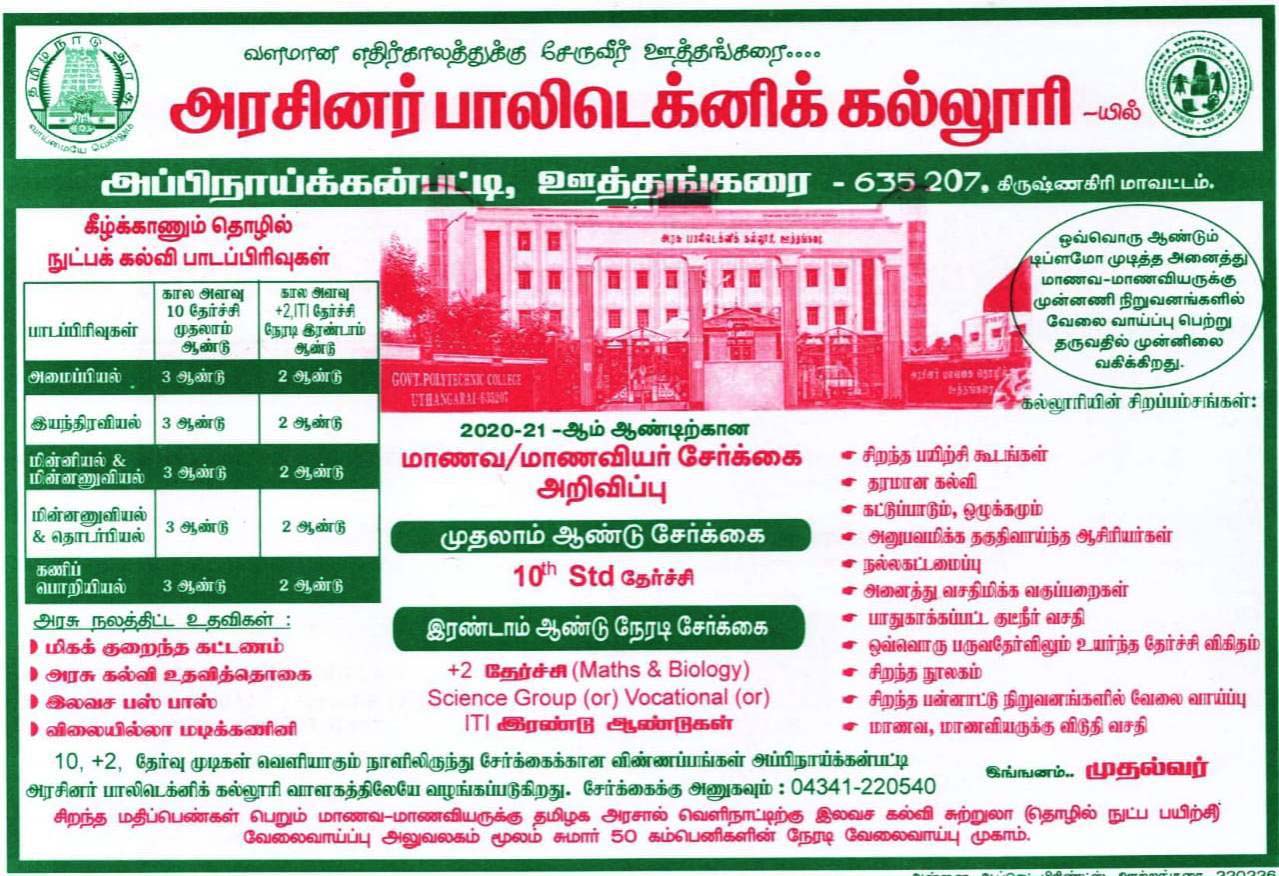 தமிழ்நாடு அரசு
வாய்மையே வெல்லும்
வளமான எதிர்காலத்துக்கு சேருவீர் ஊத்தங்கரை....
அரசினர் பாலிடெக்னிக் கல்லூரி -யில்
அப்பிநாய்க்கன்பட்டி, ஊத்தங்கரை - 635 207, கிருஷ்ணகிரி மாவட்டம்.
கீழ்க்காணும் தொழில்
நுட்பக் கல்வி பாடப்பிரிவுகள்
பாடப்பிரிவுகள்
கால அளவு
10 தேர்ச்சி
முதலாம்
ஆண்டு
கால அளவு
+2,ITI தேர்ச்சி
நேரடி இரண்டாம்
ஆண்டு
அமைப்பியல் 3 ஆண்டு 2 ஆண்டு
இயந்திரவியல் 3 ஆண்டு 2 ஆண்டு
மின்னியல் &
மின்னணுவியல் 3 ஆண்டு 2 ஆண்டு
மின்னணுவியல்
& தொடர்பியல் 3 ஆண்டு 2 ஆண்டு
கணிப்
பொறியியல் 3 ஆண்டு 2 ஆண்டு
அரசு நலத்திட்ட உதவிகள் :
மிகக் குறைந்த கட்டணம்
அரசு கல்வி உதவித்தொகை
இலவச பஸ் பாஸ்
விலையில்லா மடிக்கணினி
அரசு பாலிடெக்னிக் கல்லூரி, ஊத்தங்கரை
GOVT.POLYTECHNIC COLLEGE
UTHANGARAI-635207
2020-21 -ஆம் ஆண்டிற்கான
மாணவ/மாணவியர் சேர்க்கை
அறிவிப்பு
முதலாம் ஆண்டு சேர்க்கை
10th Std தேர்ச்சி
இரண்டாம் ஆண்டு நேரடி சேர்க்கை
+2 தேர்ச்சி (Maths & Biology)
Science Group (or) Vocational (or)
ITI இரண்டு ஆண்டுகள்
ஒவ்வொரு ஆண்டும்
டிப்ளமோ முடித்த அனைத்து
மாணவ-மாணவியருக்கு
முன்னணி நிறுவனங்களில்
வேலை வாய்ப்பு பெற்று
தருவதில் முன்னிலை
வகிக்கிறது.
கல்லூரியின் சிறப்பம்சங்கள்:
சிறந்த பயிற்சி கூடங்கள்
தரமான கல்வி
கட்டுப்பாடும், ஒழுக்கமும்
அனுபவமிக்க தகுதிவாய்ந்த ஆசிரியர்கள்
நல்லகட்டமைப்பு
அனைத்து வசதிமிக்க வகுப்பறைகள்
பாதுகாக்கப்பட்ட குடிநீர் வசதி
ஒவ்வொரு பருவதேர்விலும் உயர்ந்த தேர்ச்சி விகிதம்
சிறந்த நூலகம்
சிறந்த பன்னாட்டு நிறுவனங்களில் வேலை வாய்ப்பு
மாணவ, மாணவியருக்கு விடுதி வசதி
10, +2, தேர்வு முடிகள் வெளியாகும் நாளிலிருந்து சேர்க்கைக்கான விண்ணப்பங்கள் அப்பிநாய்க்கன்பட்டி
அரசினர் பாலிடெக்னிக் கல்லூரி வளாகத்திலேயே வழங்கப்படுகிறது. சேர்க்கைக்கு அணுகவும் : 04341-220540
இங்ஙனம்.. முதல்வர்
சிறந்த மதிப்பெண்கள் பெறும் மாணவ-மாணவியருக்கு தமிழக அரசால் வெளிநாட்டிற்கு இலவச கல்வி சுற்றுலா (தொழில் நுட்ப பயிற்சி)
வேலைவாய்ப்பு அலுவலகம் மூலம் சுமார் 50 கம்பெனிகளின் நேரடி வேலைவாய்பு முகாம்.